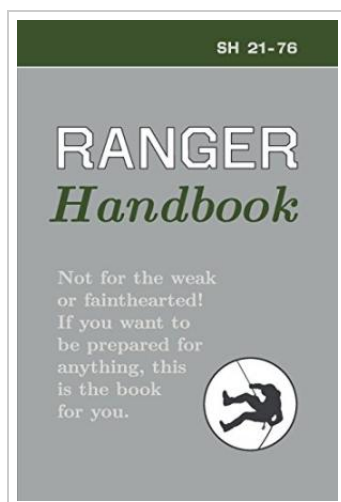 SH 21-76
RANGER
Handbook
Not for the weak
or fainthearted!
If you want to
be prepared for
anything, this
is the book
for you.